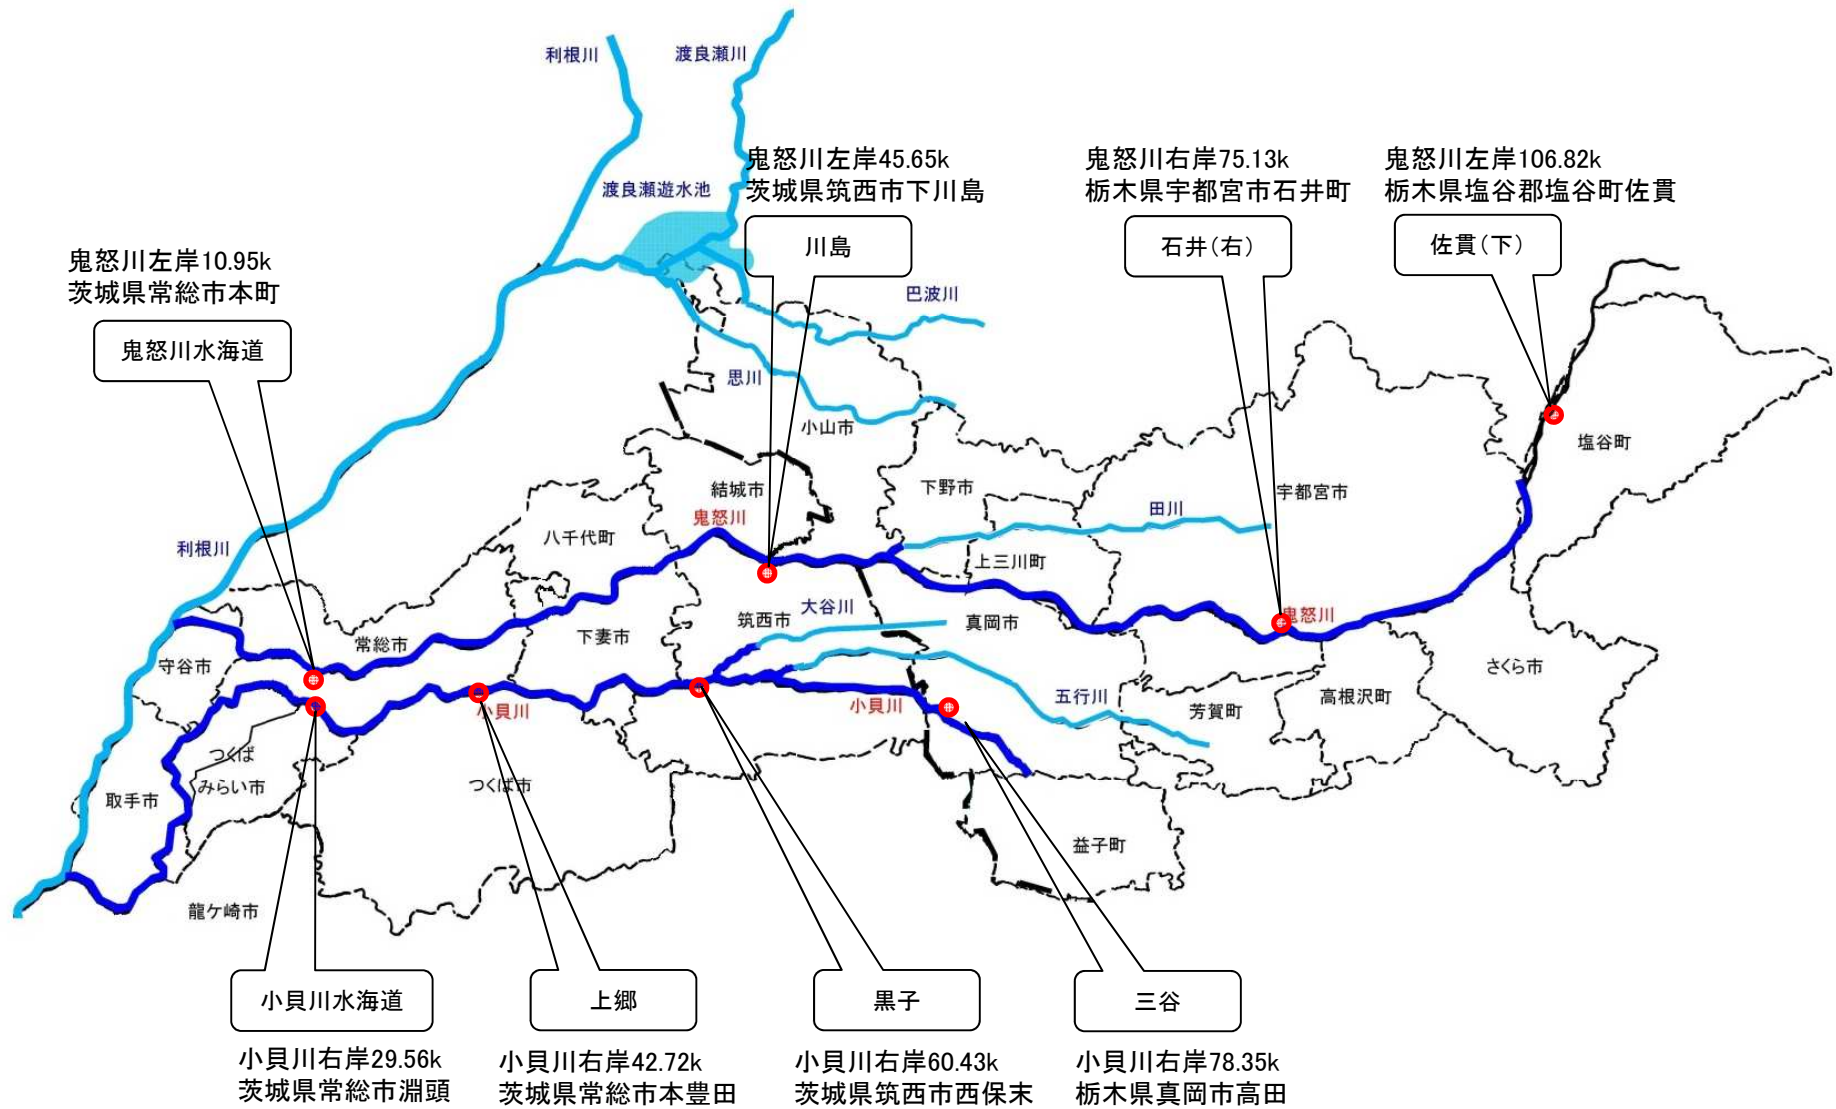 利根川
渡良瀬川
鬼怒川左岸45.65k
茨城県筑西市下川島
鬼怒川右岸75.13k
栃木県宇都宮市石井町
鬼怒川左岸106.82k
栃木県塩谷郡塩谷町佐貫
渡良瀬遊水池
川島
石井(右)
佐貫(下)
鬼怒川左岸10.95k
茨城県常総市本町
鬼怒川水海道
巴波川
思川
小山市
塩谷町
結城市
下野市
宇都宮市
鬼怒川
田川
八千代町
利根川
上三川町
大谷川
筑西市
真岡市
鬼怒川
常総市
下妻市
守谷市
さくら市
五行川
高根沢町
小貝川
小貝川
芳賀町
つくば
みらい市
つくば市
取手市
益子町
龍ケ崎市
小貝川水海道
上郷
黒子
三谷
小貝川右岸29.56k
茨城県常総市淵頭
小貝川右岸42.72k
茨城県常総市本豊田
小貝川右岸60.43k
茨城県筑西市西保末
小貝川右岸78.35k
栃木県真岡市高田